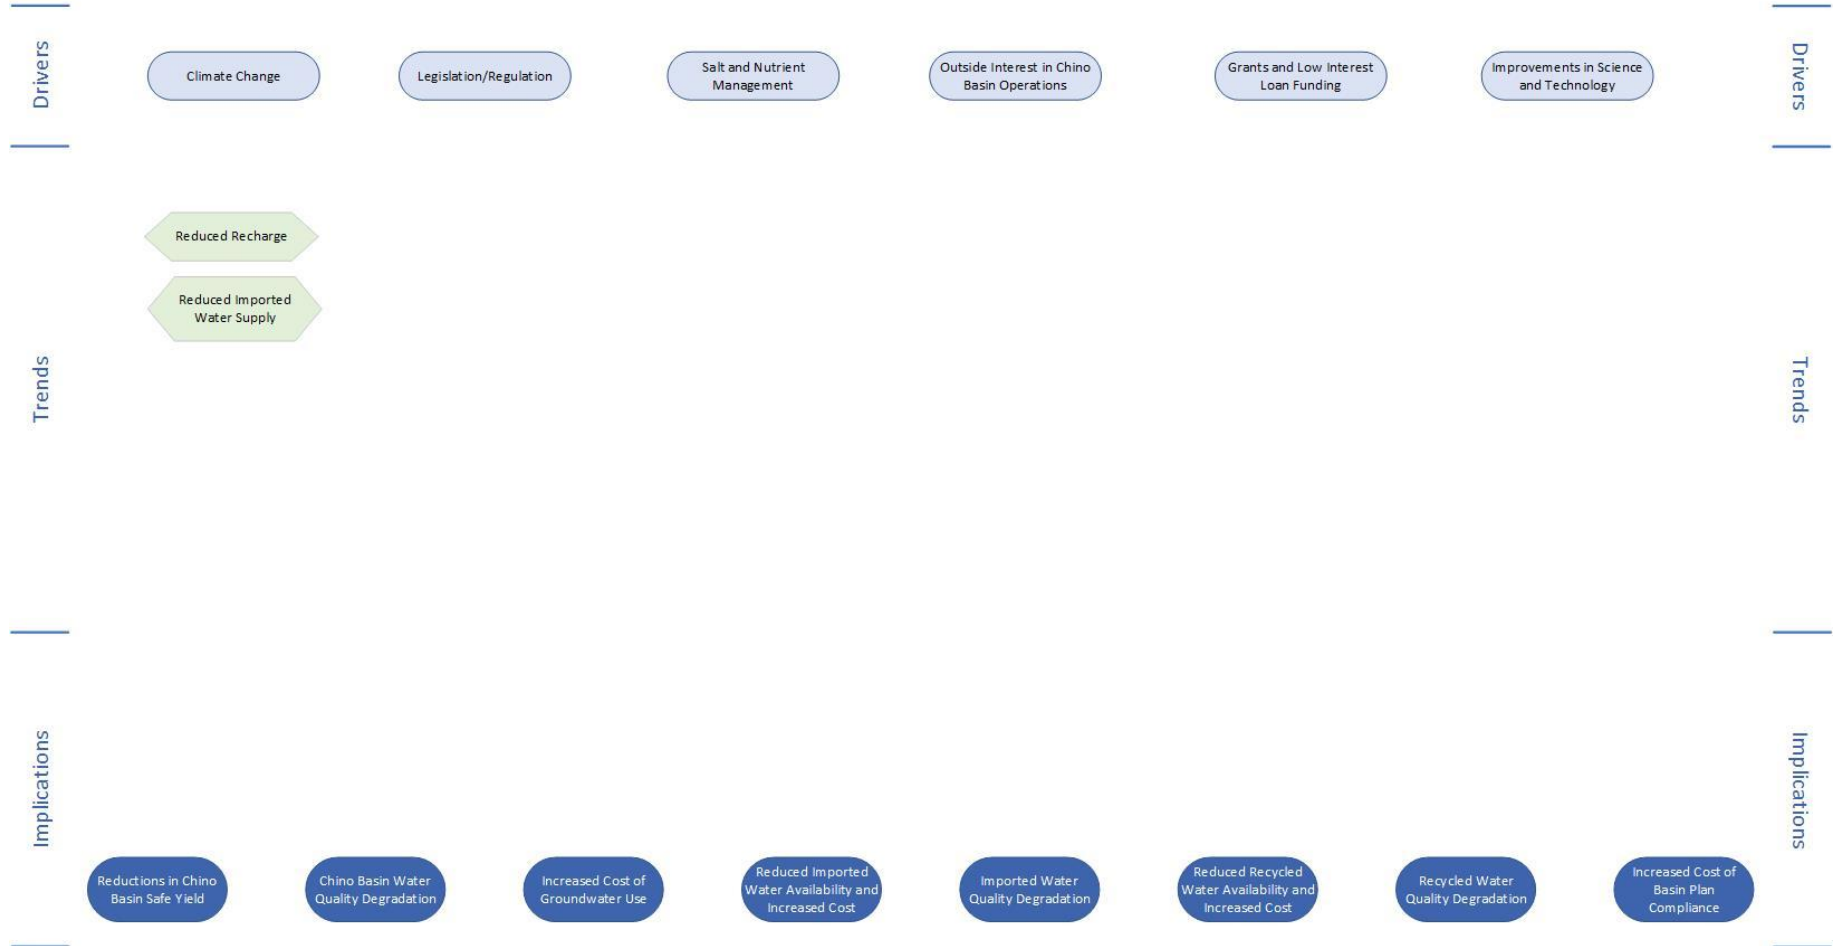 Drivers
Climate Change
Legislation/Regulation
Salt and Nutrient
Management
Outside Interest in Chino
Basin Operations
Grants and Low Interest
Loan Funding
Improvements in Science
and Technology
Drivers
Trends
Reduced Recharge
Reduced Imported
Water Supply
Trends
Implications
Reductions in Chino
Basin Safe Yield
Chino Basin Water
Quality Degradation
Increased Cost of
Groundwater Use
Reduced Imported
Water Availability and
Increased Cost
Imported Water
Quality Degradation
Reduced Recycled
Water Availability and
Increased Cost
Recycled Water
Quality Degradation
Increased Cost of
Basin Plan
Compliance
Implications